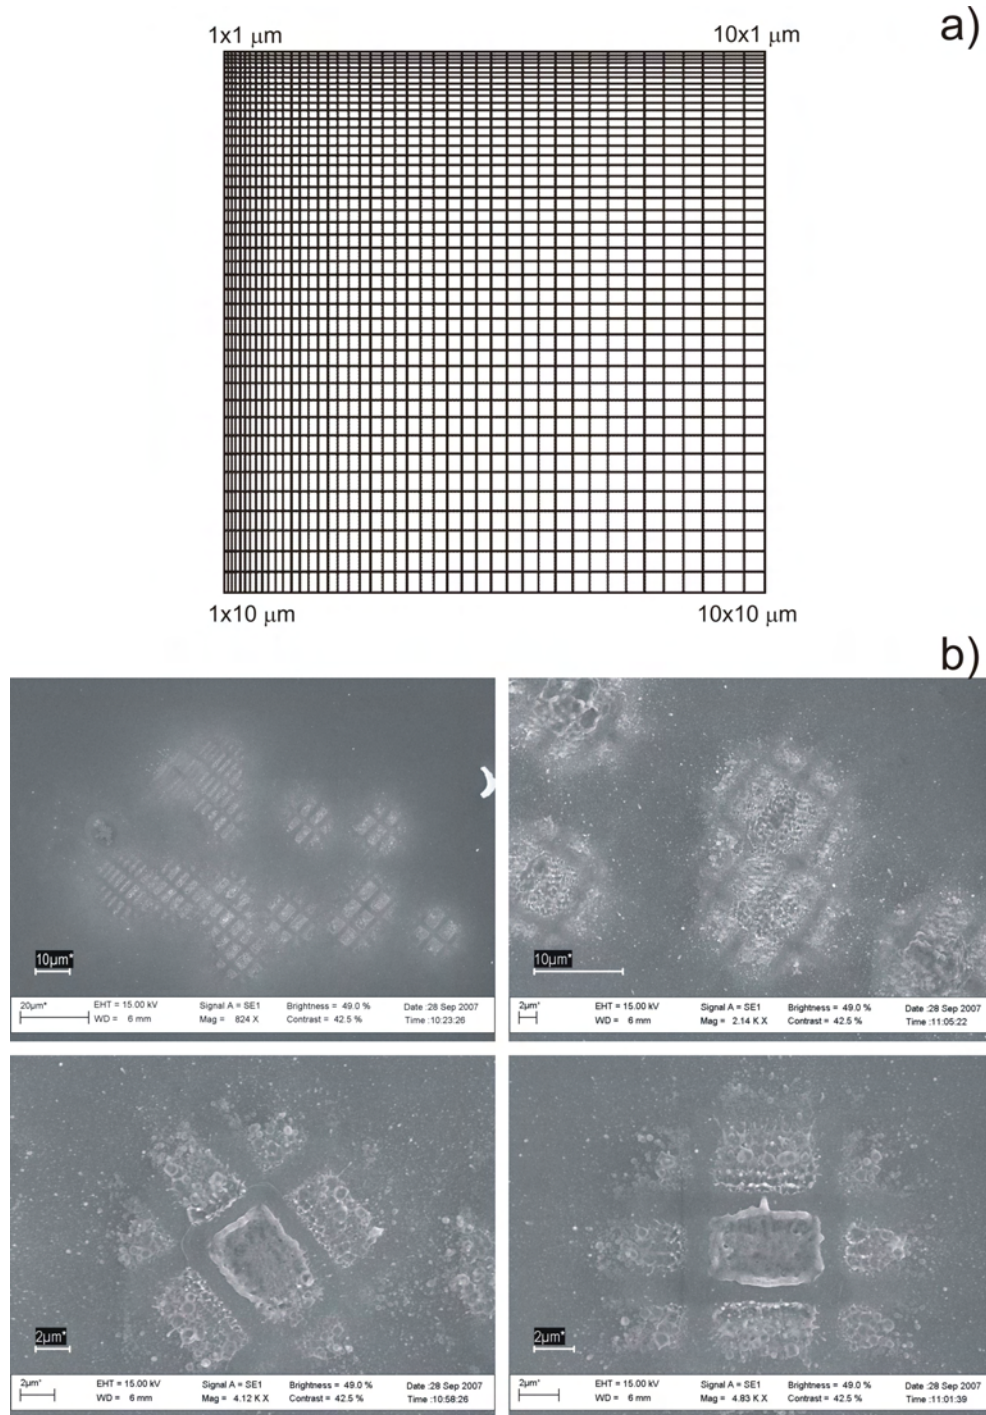 a)
1x1 μm 10x1 μm
1x10 μm 10x10 μm
b)
10μm*
20μm* EHT = 15.00 kV Signal A = SE1 Brightness = 49.0 % Date :28 Sep 2007
WD = 6 mm Mag = 824 X Contrast = 42.5 % Time :10:23:26
10μm*
2μm* EHT = 15.00 kV Signal A = SE1 Brightness = 49.0 % Date :28 Sep 2007
WD = 6 mm Mag = 2.14 K X Contrast = 42.5 % Time :11:05:22
2μm*
2μm* EHT = 15.00 kV Signal A = SE1 Brightness = 49.0 % Date :28 Sep 2007
WD = 6 mm Mag = 4.12 K X Contrast = 42.5 % Time :10:58:26
2μm*
2μm* EHT = 15.00 kV Signal A = SE1 Brightness = 49.0 % Date :28 Sep 2007
WD = 6 mm Mag = 4.83 K X Contrast = 42.5 % Time :11:01:39